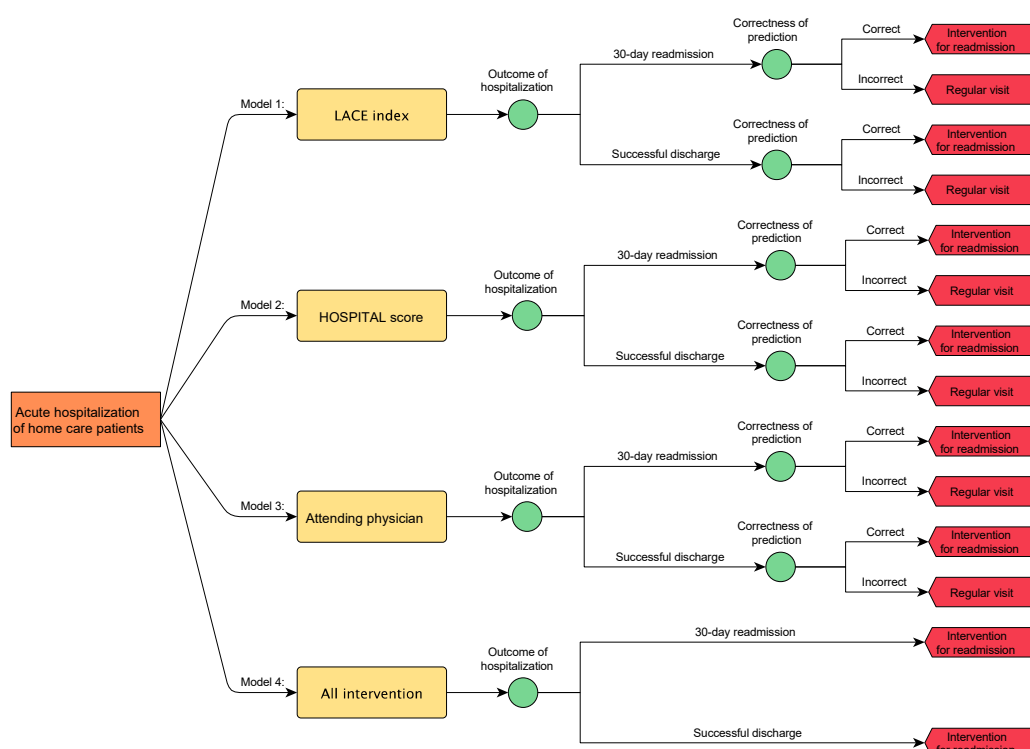 Acute hospitalization
of home care patients
Model 1:
LACE index
Outcome of
hospitalization
30-day readmission
Correctness of
prediction
Correct
Intervention
for readmission
Incorrect
Regular visit
Successful discharge
Correctness of
prediction
Correct
Intervention
for readmission
Incorrect
Regular visit
Model 2:
HOSPITAL score
Outcome of
hospitalization
30-day readmission
Correctness of
prediction
Correct
Intervention
for readmission
Incorrect
Regular visit
Successful discharge
Correctness of
prediction
Correct
Intervention
for readmission
Incorrect
Regular visit
Model 3:
Attending physician
Outcome of
hospitalization
30-day readmission
Correctness of
prediction
Correct
Intervention
for readmission
Incorrect
Regular visit
Successful discharge
Correctness of
prediction
Correct
Intervention
for readmission
Incorrect
Regular visit
Model 4:
All intervention
Outcome of
hospitalization
30-day readmission
Intervention
for readmission
Successful discharge
Intervention
for readmission